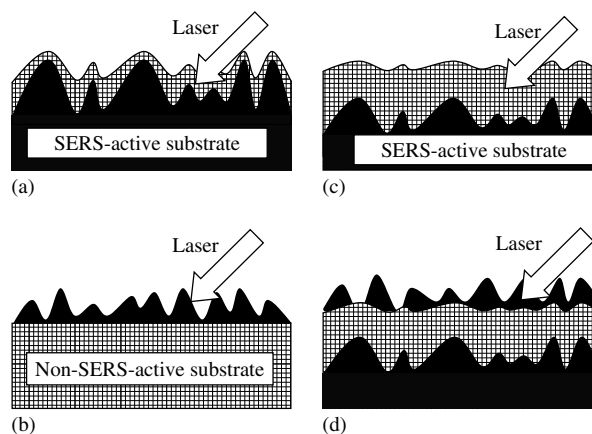 Laser
SERS-active substrate
(a)
Laser
SERS-active substrate
(c)
Laser
Non-SERS-active substrate
(b)
Laser
(d)